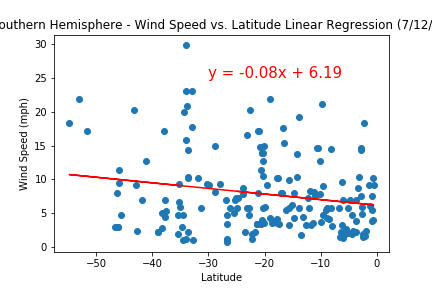 outhern Hemisphere - Wind Speed vs. Latitude Linear Regression (7/12/
30
25
20
15
10
5
0
Wind Speed (mph)
y = -0.08x + 6.19
−50 −40 −30 −20 −10 0
Latitude